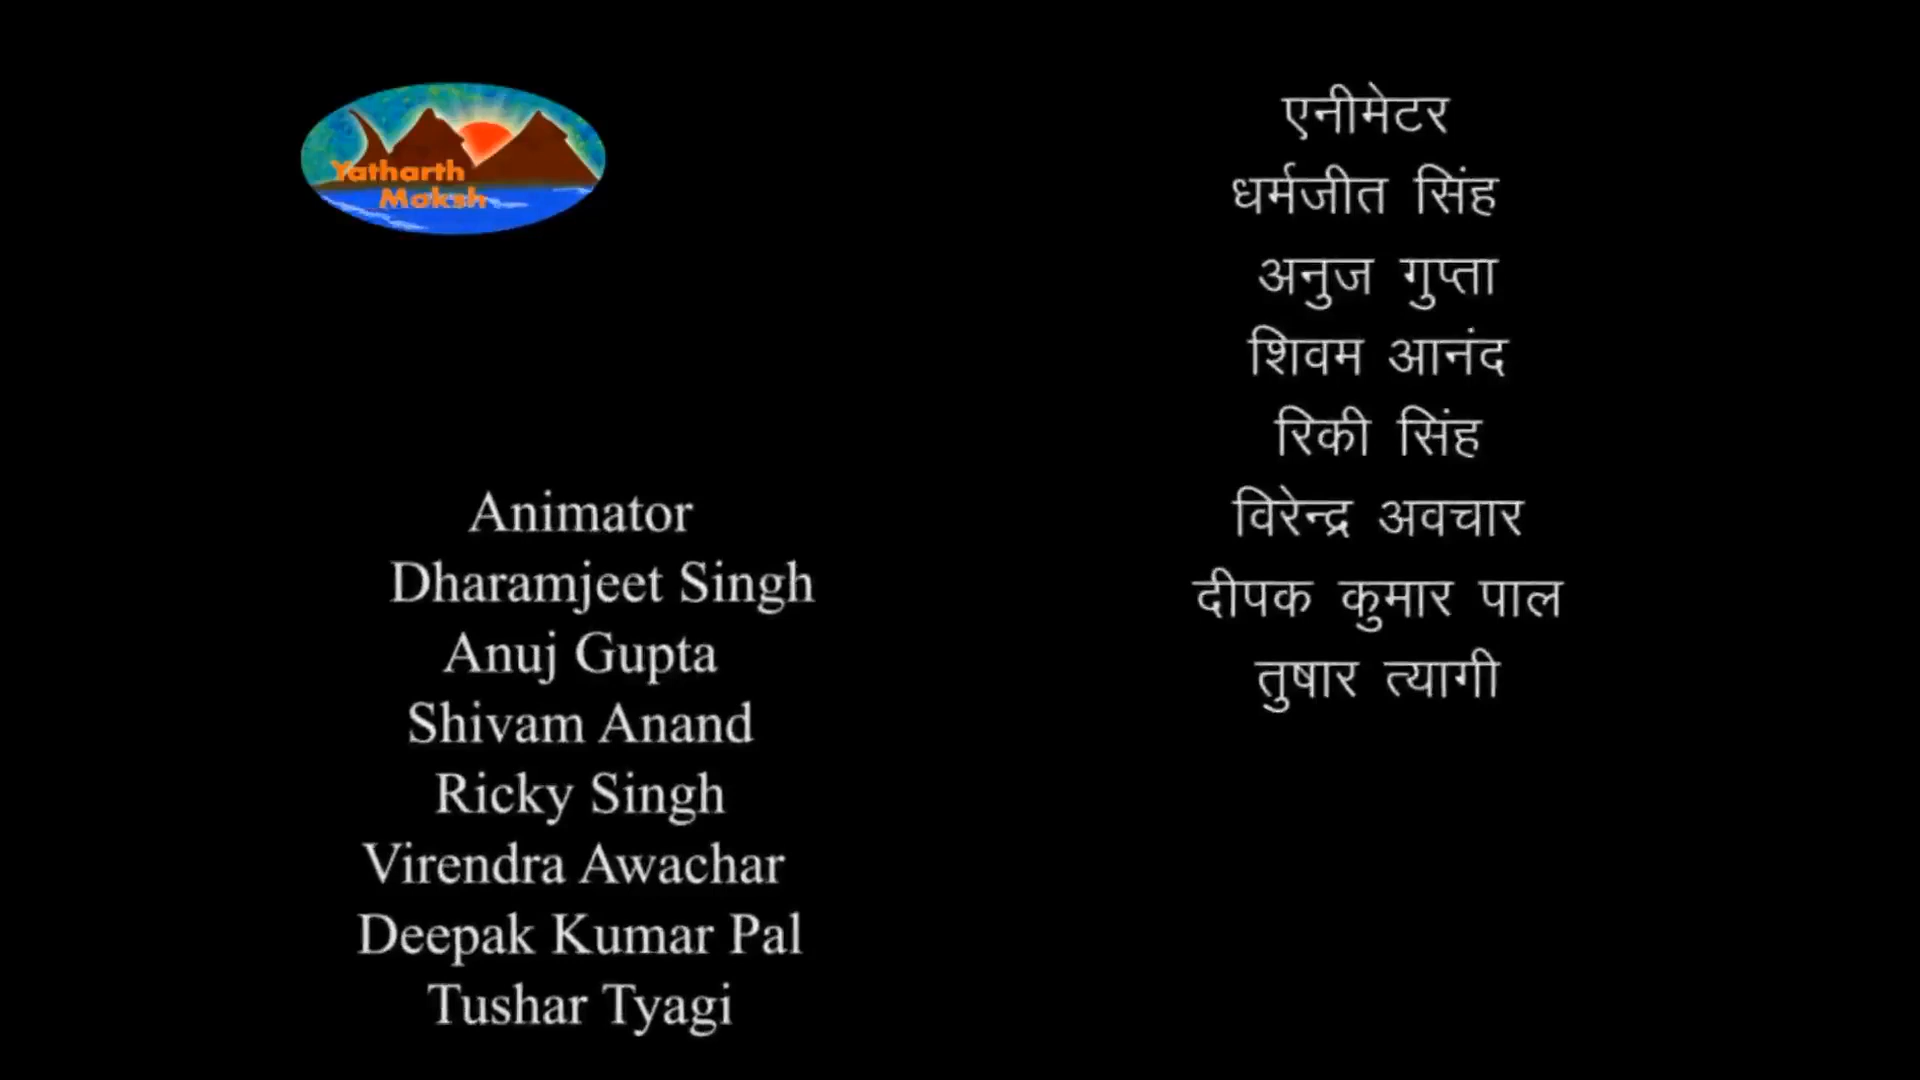 Yatharth
Moksh
Animator
Dharamjeet Singh
Anuj Gupta
Shivam Anand
Ricky Singh
Virendra Awachar
Deepak Kumar Pal
Tushar Tyagi
एनीमेटर
धर्मजीत सिंह
अनुज गुप्ता
शिवम आनंद
रिकी सिंह
विरेन्द्र अवचार
दीपक कुमार पाल
तुषार त्यागी